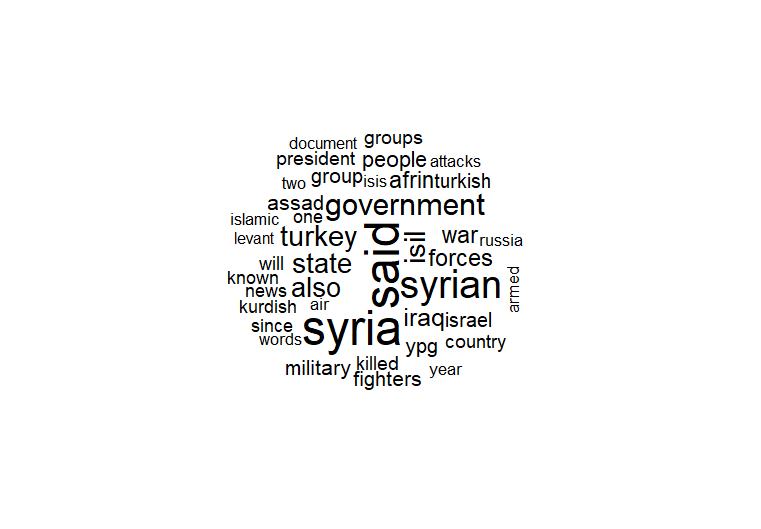 document groups
president people attacks
two group isis afrin turkish
assad government
islamic one
levant turkey said isil war russia
will state forces
known news also syrian armed
kurdish air
since syria iraq israel
words ypg country
military killed year
fighters